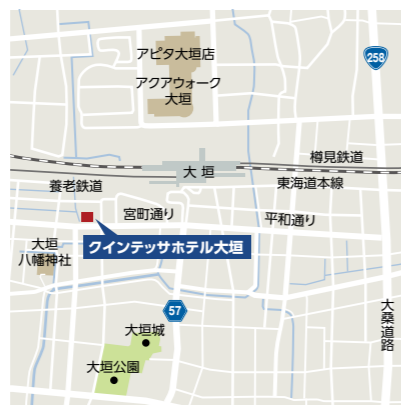 アピタ大垣店
258
アクアウォーク
大垣
樽見鉄道
大垣
養老鉄道
東海道本線
宮町通り
平和通り
大垣
八幡神社
クインテッサホテル大垣
57
大桑道路
大垣城
大垣公園